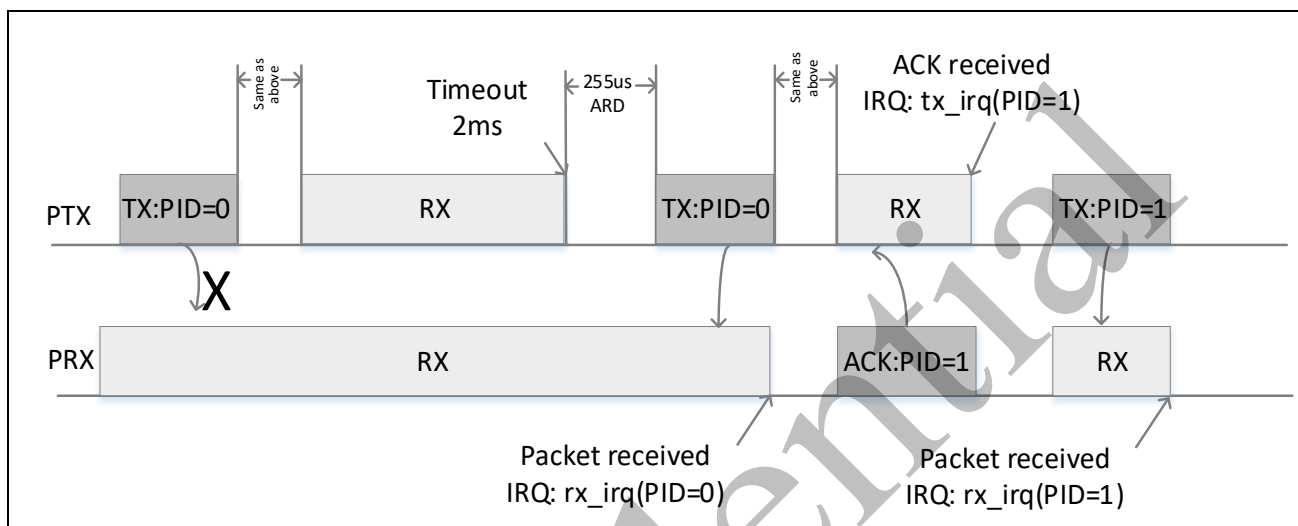 Same as
above
Timeout
2ms
255us
ARD
Same as
above
ACK received
IRQ: tx_irq(PID=1)
PTX
TX:PID=0
RX
TX:PID=0
RX
TX:PID=1
X
PRX
RX
ACK:PID=1
RX
Packet received
IRQ: rx_irq(PID=0)
Packet received
IRQ: rx_irq(PID=1)
dential